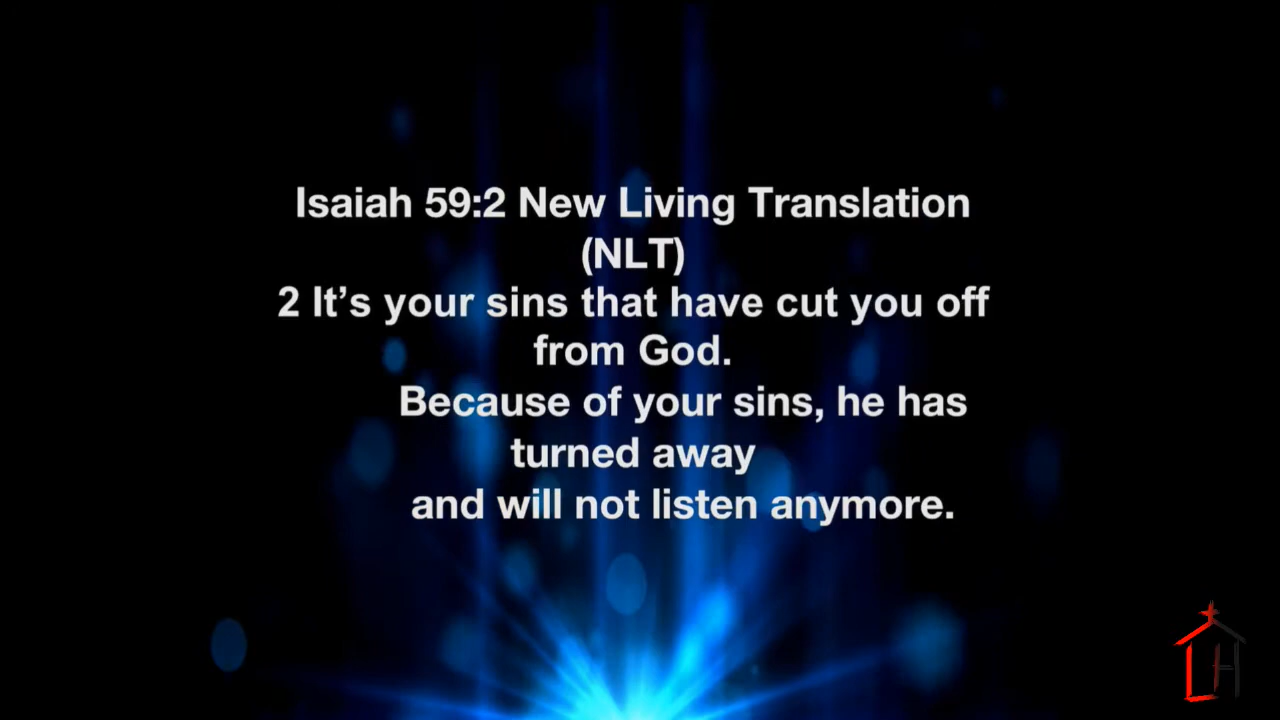 Isaiah 59:2 New Living Translation
(NLT)
2 It’s your sins that have cut you off
from God.
Because of your sins, he has
turned away
and will not listen anymore.
LH